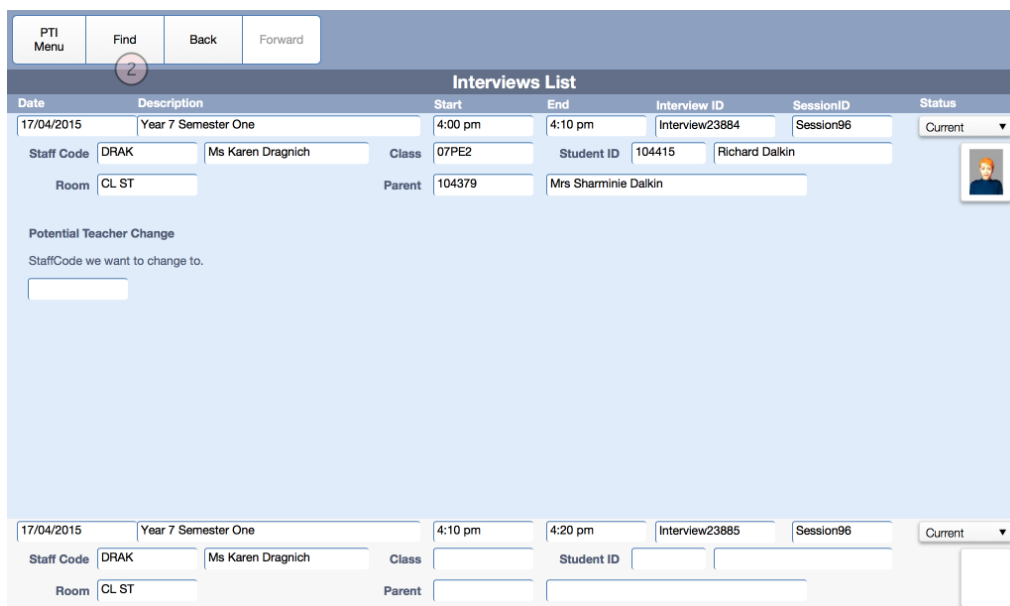 PTI Menu Find Back Forward
2
Interviews List
Date Description Start End Interview ID SessionID Status
17/04/2015 Year 7 Semester One 4:00 pm 4:10 pm Interview23884 Session96 Current
Staff Code DRAK Ms Karen Dragnich Class 07PE2 Student ID 104415 Richard Dalkin
Room CL ST Parent 104379 Mrs Sharminie Dalkin
Potential Teacher Change
StaffCode we want to change to.
17/04/2015 Year 7 Semester One 4:10 pm 4:20 pm Interview23885 Session96 Current
Staff Code DRAK Ms Karen Dragnich Class Student ID
Room CL ST Parent